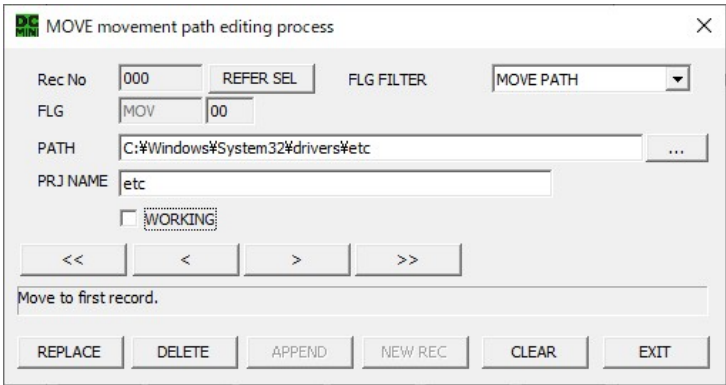 DC MINI MOVE movement path editing process
Rec No 000 REFER SEL FLG FILTER MOVE PATH
FLG MOV 00
PATH C:¥Windows¥System32¥drivers¥etc ...
PRJ NAME etc
WORKING
<< < > >>
Move to first record.
REPLACE DELETE APPEND NEW REC CLEAR EXIT